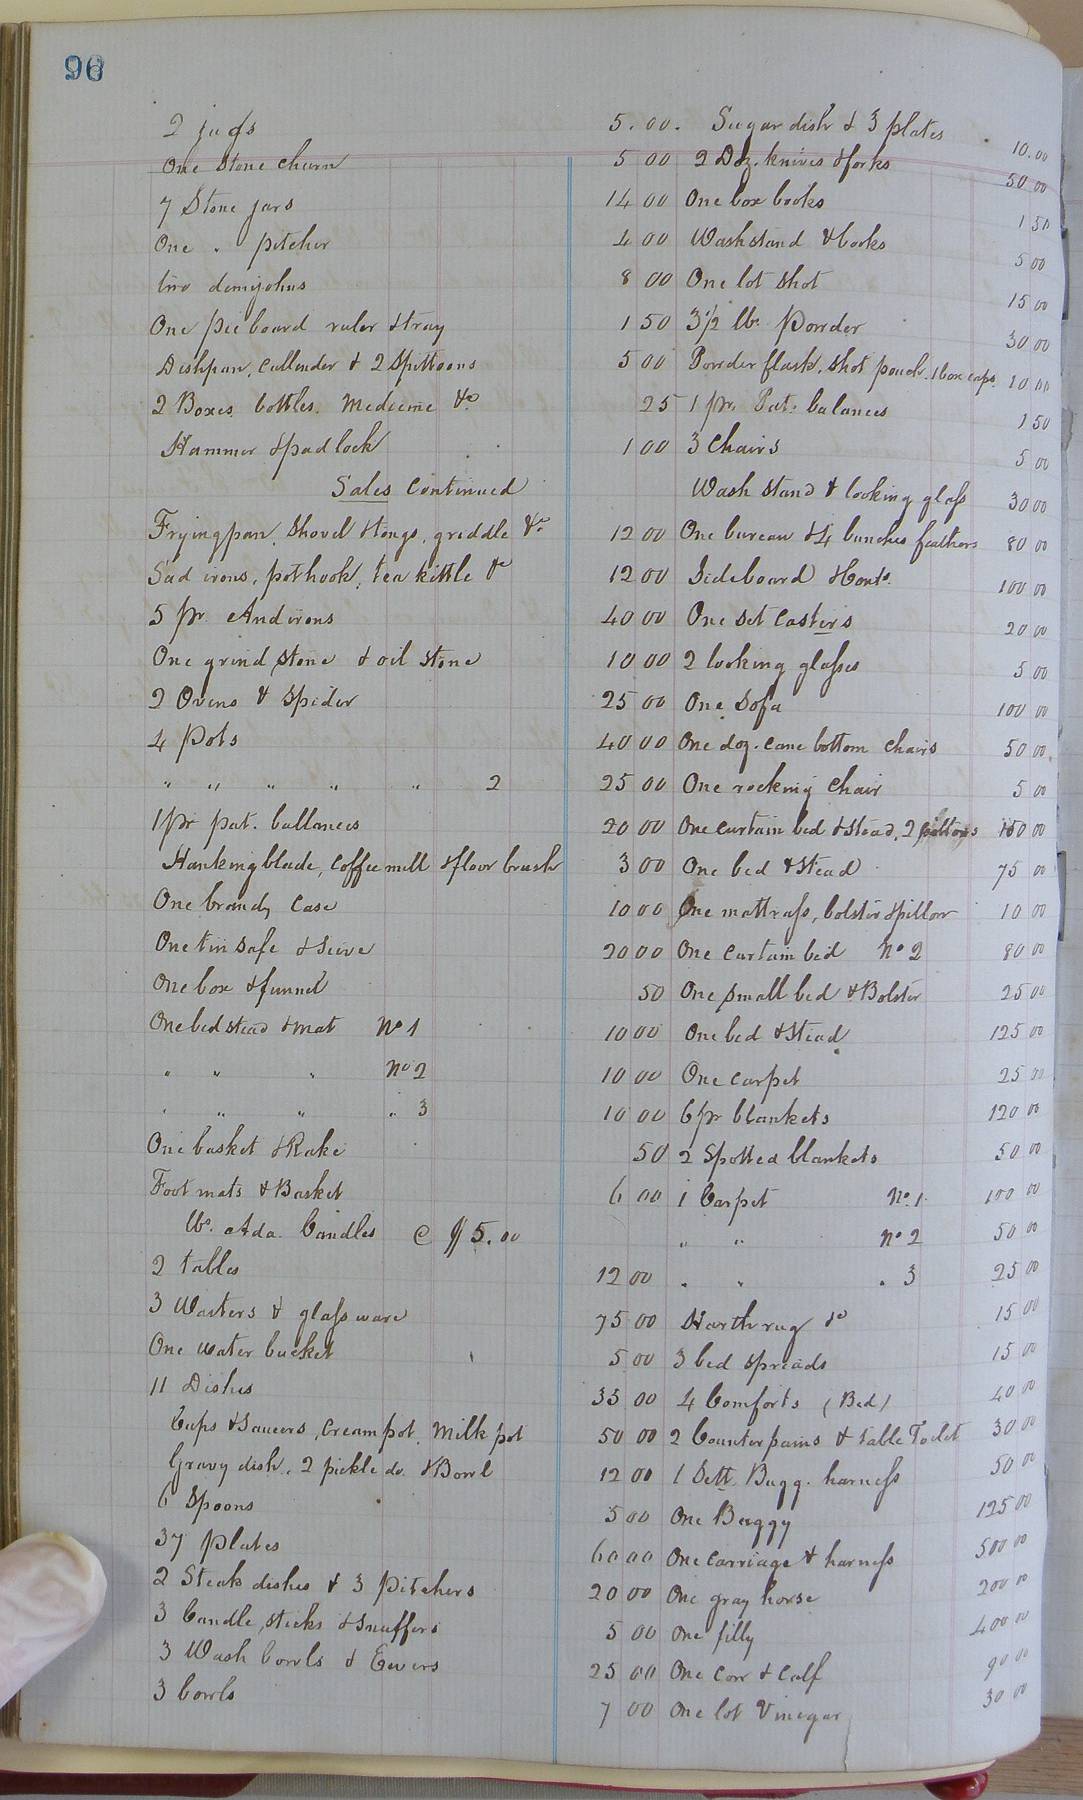 96
2 jugs 5.00.
One Stone churn 5 00
7 Stone jars 14 00
One " pitcher 4 00
two demijohns 8 00
One pie board ruler & tray 1 50
Dishpan, cullender & 2 Spittoons 5 00
2 Boxes, bottles, Medicine &c 25
Hammer & padlock 1 00
Sales continued
Fryingpan, shovel & tongs, griddle &c 12 00
Sad irons, pothook, tea kettle & 12 00
5 pr. Andirons 40 00
One grind stone & oil stone 10 00
2 Ovens & Spider 25 00
4 Pots 40 00
" " " " " 2 25 00
1 pr pat. ballances 20 00
Hankingblade, coffee mill & floor brush 3 00
One brandy Case 10 00
One tin safe & sieve 20 00
One box & funnel 50
One bedstead & mat No 1 10 00
" " " No 2 10 00
" " " " 3 10 00
One basket & Rake 50
Foot mats & Basket 6 00
lb. Ada. Candles @ $5.00
2 tables 12 00
3 Waiters & glass ware 75 00
One water bucket 5 00
11 Dishes 35 00
Cups & Saucers, Creampot, Milk pot 50 00
Gravy dish, 2 pickle do. & Bowl 12 00
6 Spoons 5 00
37 plates 60 00
2 Steak dishes & 3 Pitchers 20 00
3 Candle, sticks & snuffers 5 00
3 Wash bowls & Ewers 25 00
3 bowls 7 00
Sugar dish & 3 plates 10.00
2 Doz. knives & forks 50 00
One box books 1 50
Wash stand & books 5 00
One lot shot 15 00
3 1/2 lb. Powder 30 00
Powder flask, shot pouch, 1 box caps 10 00
1 pr. Pat. balances 1 50
3 Chairs 5 00
Wash stand & looking glass 30 00
One bureau & 4 bunches feathers 80 00
Sideboard & Conts. 100 00
One set casters 20 00
2 looking glasses 5 00
One Sofa 100 00
One doz. cane bottom chairs 50 00
One rocking chair 5 00
One curtain bed & stead, 2 pillows 150 00
One bed & Stead 75 00
One mattrass, bolster & pillow 10 00
One curtain bed No 2 80 00
One small bed & Bolster 25 00
One bed & Stead 125 00
One carpet 25 00
6 pr blankets 120 00
2 Spotted blankets 50 00
1 Carpet No. 1. 100 00
" " No 2 50 00
" " " 3 25 00
Harth rug &c 15 00
3 bed spreads 15 00
4 Comforts (Bed) 40 00
2 Counterpains & Table Toilet 30 00
1 Sett. Bugg. harness 50 00
One Buggy 125 00
One carriage & harness 500 00
One gray horse 200 00
One filly 400 00
One cow & calf 90 00
One lot Vinegar 30 00